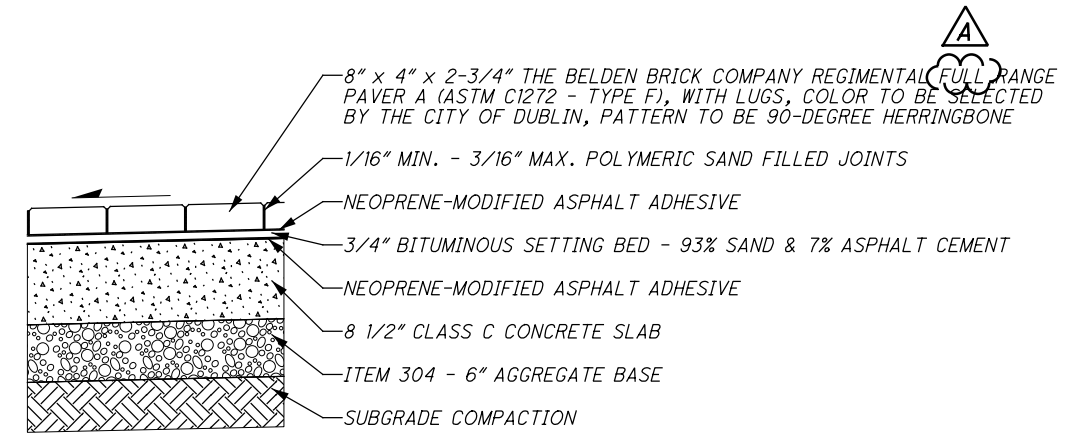 A
8" x 4" x 2-3/4" THE BELDEN BRICK COMPANY REGIMENTAL FULL RANGE
PAVER A (ASTM C1272 - TYPE F), WITH LUGS, COLOR TO BE SELECTED
BY THE CITY OF DUBLIN, PATTERN TO BE 90-DEGREE HERRINGBONE
1/16" MIN. - 3/16" MAX. POLYMERIC SAND FILLED JOINTS
NEOPRENE-MODIFIED ASPHALT ADHESIVE
3/4" BITUMINOUS SETTING BED - 93% SAND & 7% ASPHALT CEMENT
NEOPRENE-MODIFIED ASPHALT ADHESIVE
8 1/2" CLASS C CONCRETE SLAB
ITEM 304 - 6" AGGREGATE BASE
SUBGRADE COMPACTION